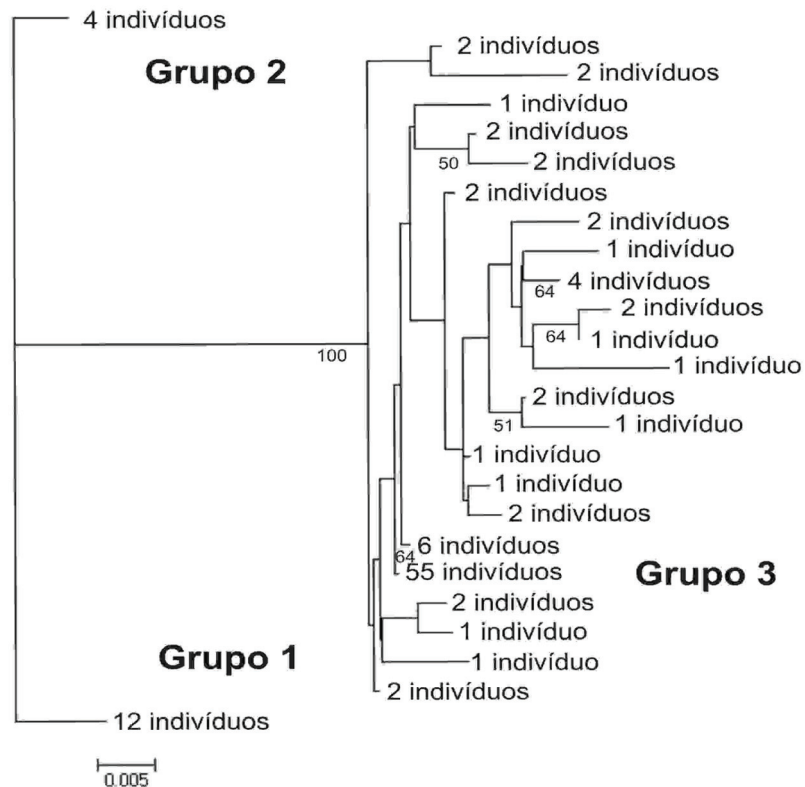 4 indivíduos
Grupo 2
2 indivíduos
2 indivíduos
1 indivíduo
2 indivíduos
50
2 indivíduos
2 indivíduos
2 indivíduos
1 indivíduo
64
4 indivíduos
2 indivíduos
64
1 indivíduo
100
1 indivíduo
2 indivíduos
51
1 indivíduo
1 indivíduo
1 indivíduo
2 indivíduos
6 indivíduos
64
55 indivíduos
Grupo 3
2 indivíduos
1 indivíduo
Grupo 1
1 indivíduo
2 indivíduos
12 indivíduos
0.005